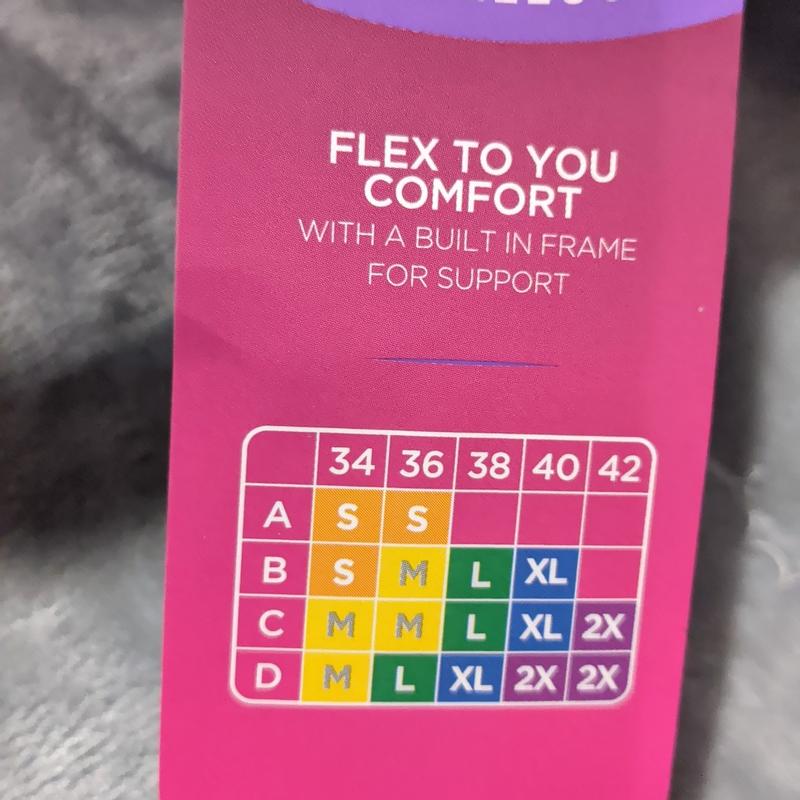 FLEX TO YOU
COMFORT
WITH A BUILT IN FRAME
FOR SUPPORT
34 36 38 40 42
A S S
B S M L XL
C M M L XL 2X
D M L XL 2X 2X